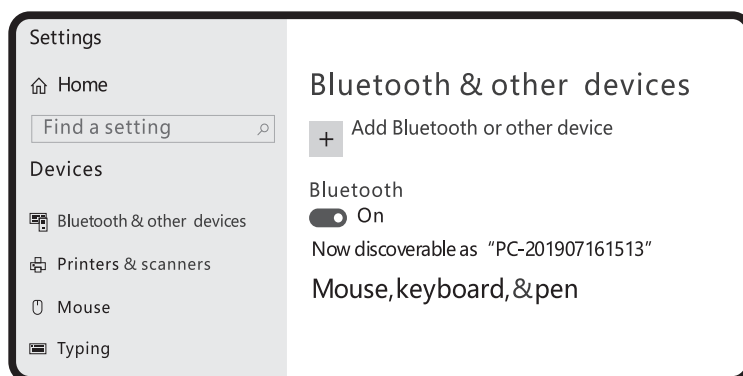 Settings
Home
Find a setting
Devices
Bluetooth & other devices
Printers & scanners
Mouse
Typing
Bluetooth & other devices
+
Add Bluetooth or other device
Bluetooth
On
Now discoverable as “PC-201907161513”
Mouse,keyboard,&pen